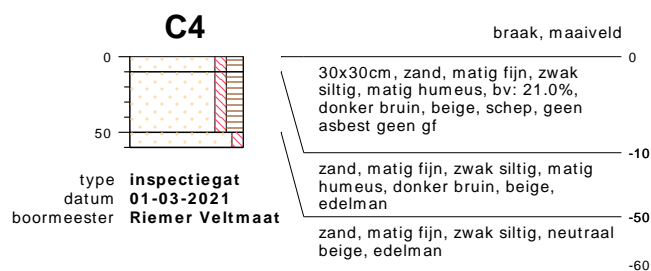 C4
braak, maaiveld
0
0
30x30cm, zand, matig fijn, zwak
siltig, matig humeus, bv: 21.0%,
donker bruin, beige, schep, geen
asbest geen gf
50
-10
zand, matig fijn, zwak siltig, matig
humeus, donker bruin, beige,
edelman
-50
zand, matig fijn, zwak siltig, neutraal
beige, edelman
-60
type inspectiegat
datum 01-03-2021
boormeester Riemer Veltmaat